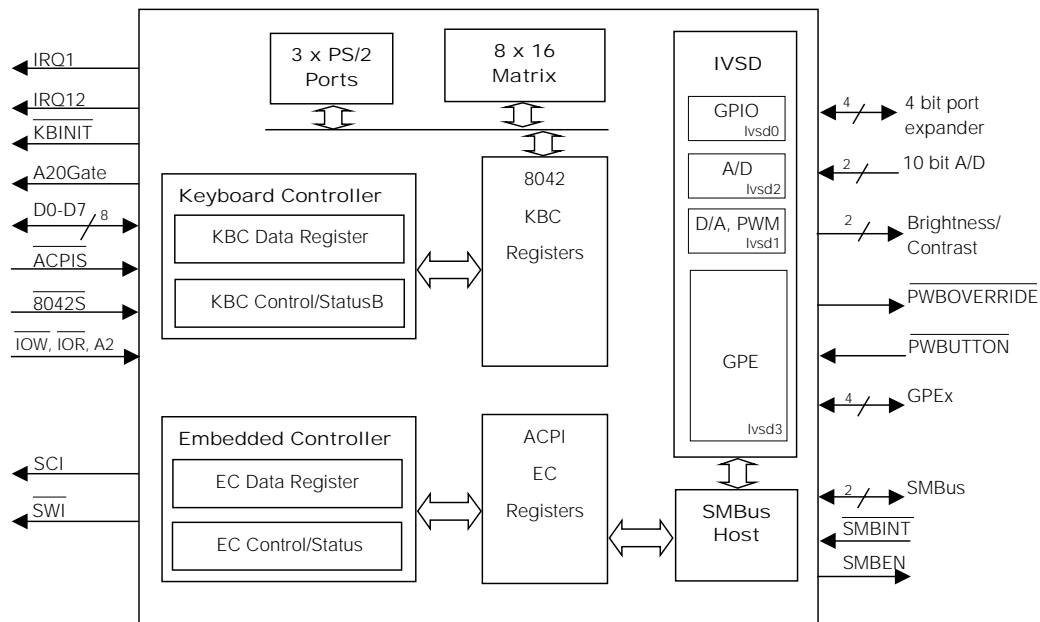 IRQ1
IRQ12
KBINIT
A20Gate
D0-D7
8
ACPIS
8042S
IOW, IOR, A2
SCI
SWI
3 x PS/2
Ports
8 x 16
Matrix
Keyboard Controller
KBC Data Register
KBC Control/StatusB
8042
KBC
Registers
Embedded Controller
EC Data Register
EC Control/Status
ACPI
EC
Registers
IVSD
GPIO
Ivsd0
A/D
Ivsd2
D/A, PWM
Ivsd1
GPE
Ivsd3
SMBus
Host
4
4 bit port
expander
2
10 bit A/D
2
Brightness/
Contrast
PWBOVERRIDE
PWBUTTON
4
GPEx
2
SMBus
SMBINT
SMBEN